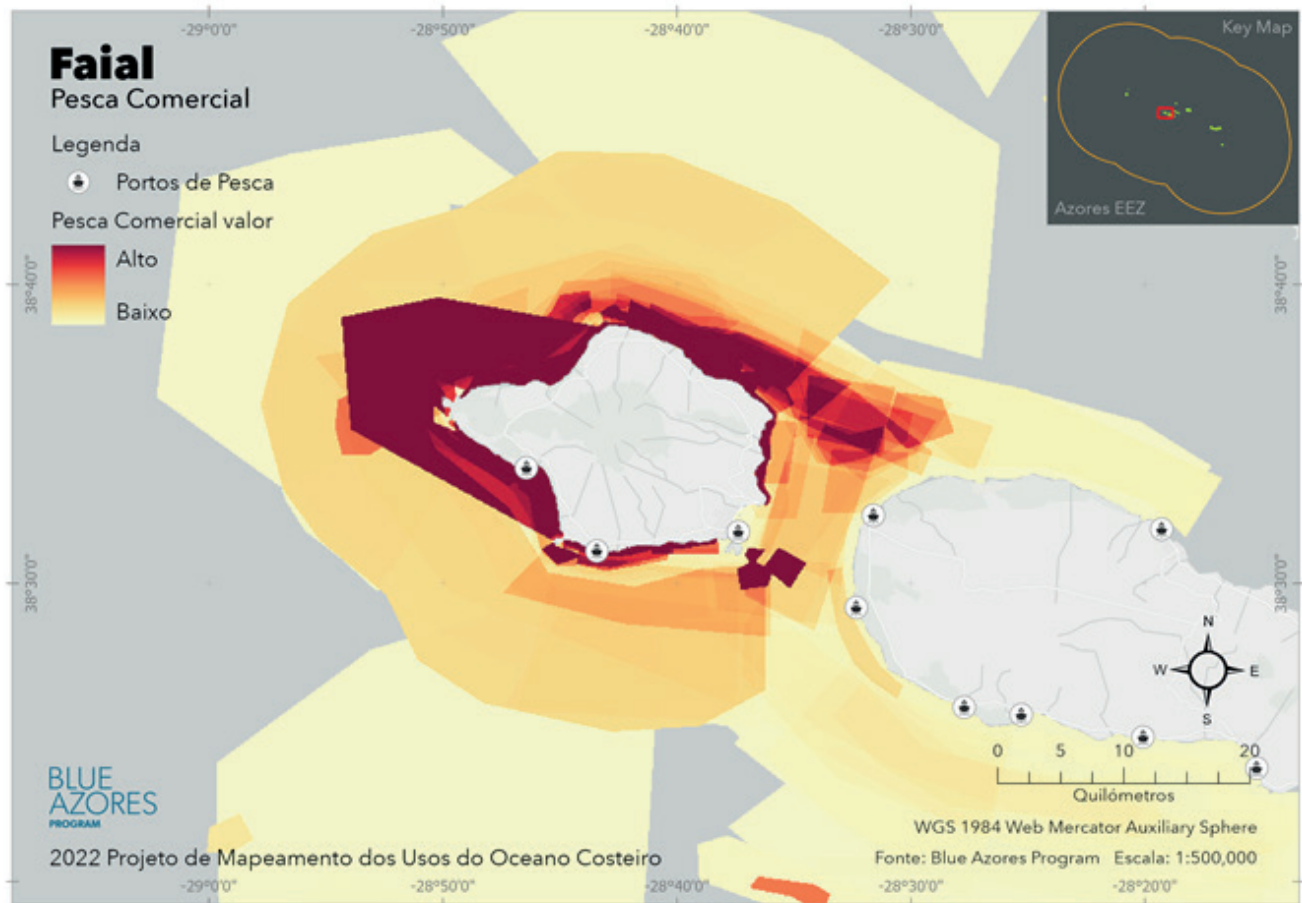 -29°0'0"
-28°50'0"
-28°40'0"
-28°30'0"
Key Map
Azores EEZ
Faial
Pesca Comercial
Legenda
Portos de Pesca
Pesca Comercial valor
Alto
Baixo
38°40'0"
38°40'0"
38°30'0"
38°30'0"
N
W
E
S
0
5
10
20
Quilómetros
BLUE
AZORES
PROGRAM
WGS 1984 Web Mercator Auxiliary Sphere
2022 Projeto de Mapeamento dos Usos do Oceano Costeiro
Fonte: Blue Azores Program Escala: 1:500,000
-29°0'0"
-28°50'0"
-28°40'0"
-28°30'0"
-28°20'0"